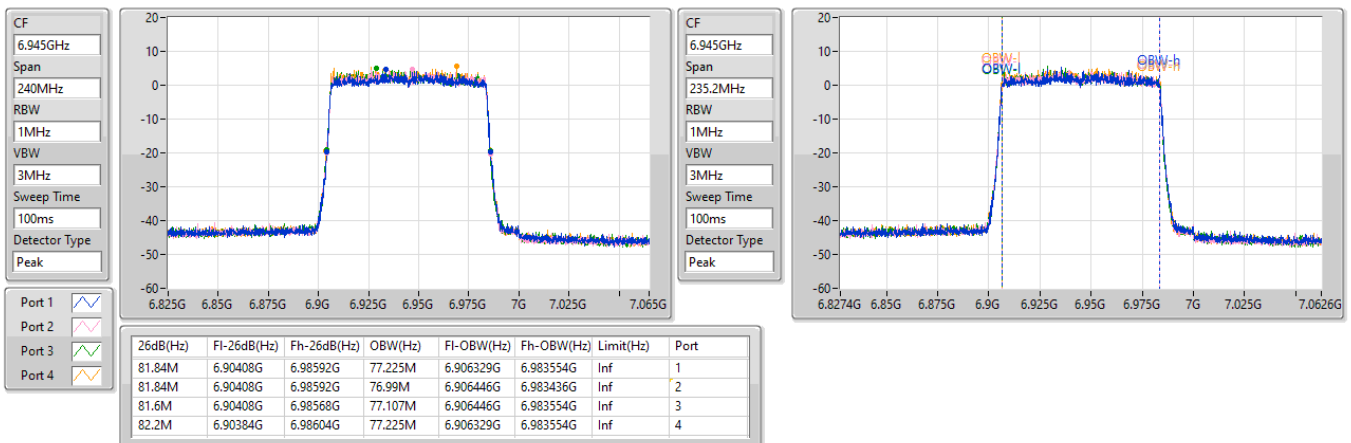 CF
6.945GHz
Span
240MHz
RBW
1MHz
VBW
3MHz
Sweep Time
100ms
Detector Type
Peak
20
10
0
-10
-20
-30
-40
-50
-60
6.825G 6.85G 6.875G 6.9G 6.925G 6.95G 6.975G 7G 7.025G 7.065G
CF
6.945GHz
Span
235.2MHz
RBW
1MHz
VBW
3MHz
Sweep Time
100ms
Detector Type
Peak
20
10
0
-10
-20
-30
-40
-50
-60
OBW-l
OBW-l
OBW-h
OBW-h
6.8274G 6.85G 6.875G 6.9G 6.925G 6.95G 6.975G 7G 7.025G 7.0626G
Port 1
Port 2
Port 3
Port 4
26dB(Hz) Fl-26dB(Hz) Fh-26dB(Hz) OBW(Hz) Fl-OBW(Hz) Fh-OBW(Hz) Limit(Hz) Port
81.84M 6.90408G 6.98592G 77.225M 6.906329G 6.983554G Inf 1
81.84M 6.90408G 6.98592G 76.99M 6.906446G 6.983436G Inf 2
81.6M 6.90408G 6.98568G 77.107M 6.906446G 6.983554G Inf 3
82.2M 6.90384G 6.98604G 77.225M 6.906329G 6.983554G Inf 4